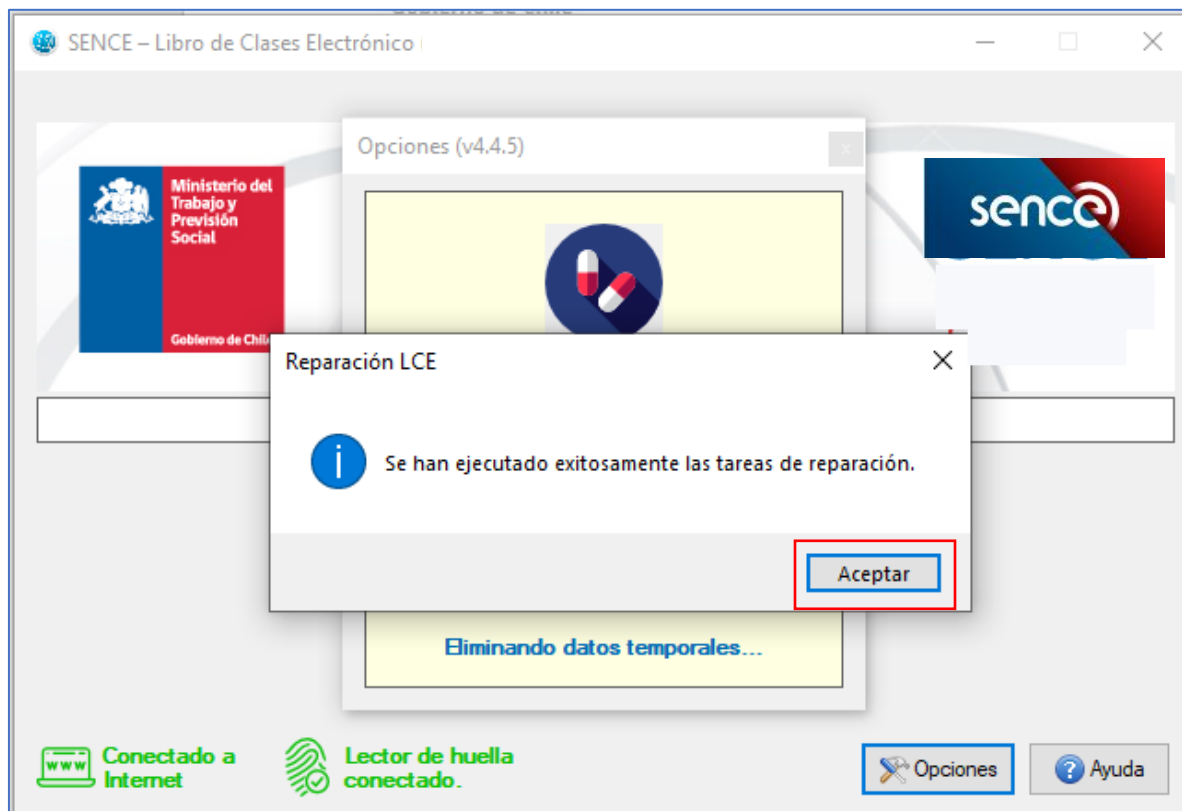 SENCE – Libro de Clases Electrónico
Opciones (v4.4.5)
x
Ministerio del
Trabajo y
Previsión
Social
Gobierno de Chil
sence
Reparación LCE
i
Se han ejecutado exitosamente las tareas de reparación.
Aceptar
Eliminando datos temporales...
www
Conectado a
Internet
Lector de huella
conectado.
Opciones
? Ayuda